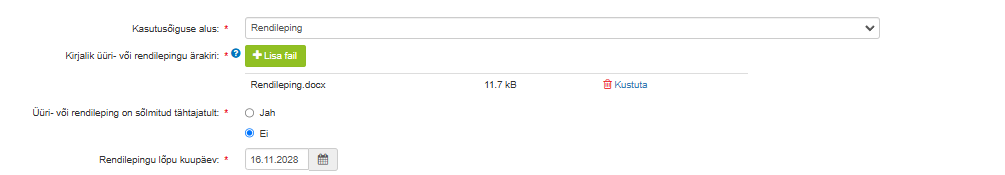 Kasutusõiguse alus: * Rendileping
Kirjalik üüri- või rendilepingu ärakiri: * ? + Lisa fail
Rendileping.docx 11.7 kB Kustuta
Üüri- või rendileping on sõlmitud tähtajatult: * Jah
Ei
Rendilepingu lõpu kuupäev: * 16.11.2028